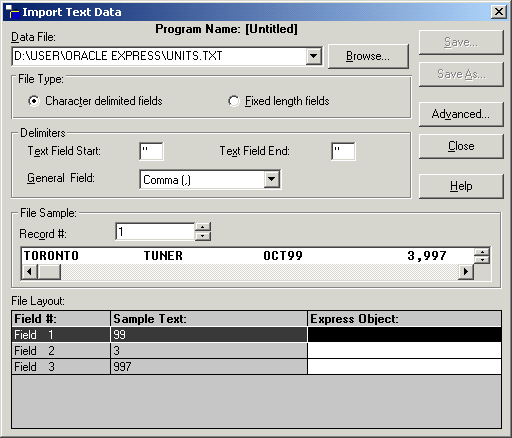 Import Text Data
Program Name: [Untitled]
Data File:
D:\USER\ORACLE EXPRESS\UNITS.TXT
Browse...
Save...
Save As...
File Type:
Character delimited fields
Fixed length fields
Advanced...
Delimiters
Text Field Start: "
Text Field End: "
Close
General Field: Comma (,)
Help
File Sample:
Record #: 1
TORONTO TUNER OCT99 3,997
File Layout:
Field #: Sample Text: Express Object:
Field 1 99
Field 2 3
Field 3 997